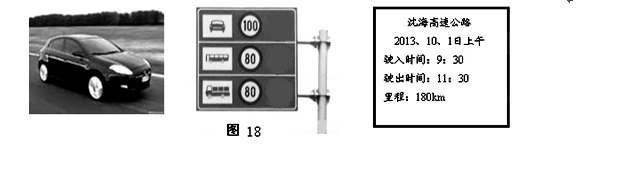 100
80
80
图 18
沈海高速公路
2013、10、1日上午
驶入时间：9：30
驶出时间：11：30
里程：180km